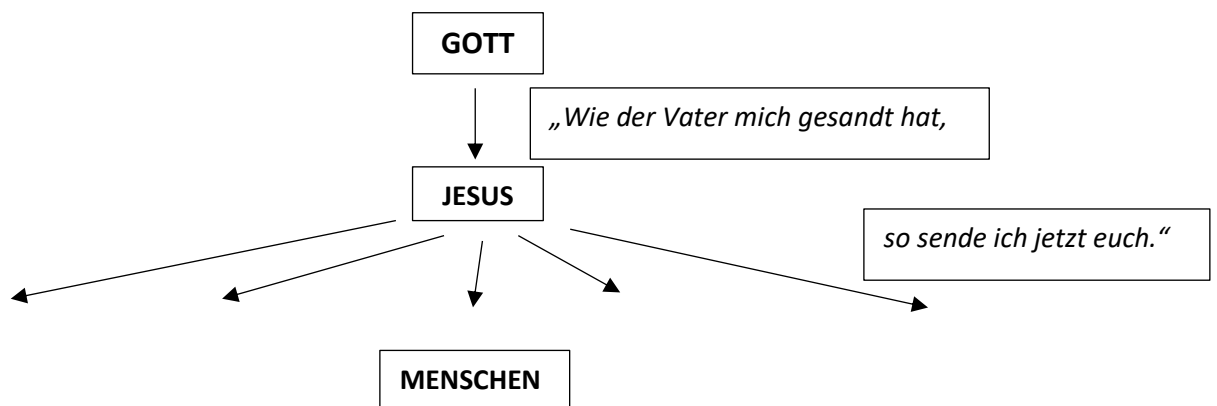 GOTT
„Wie der Vater mich gesandt hat,
JESUS
so sende ich jetzt euch.“
MENSCHEN